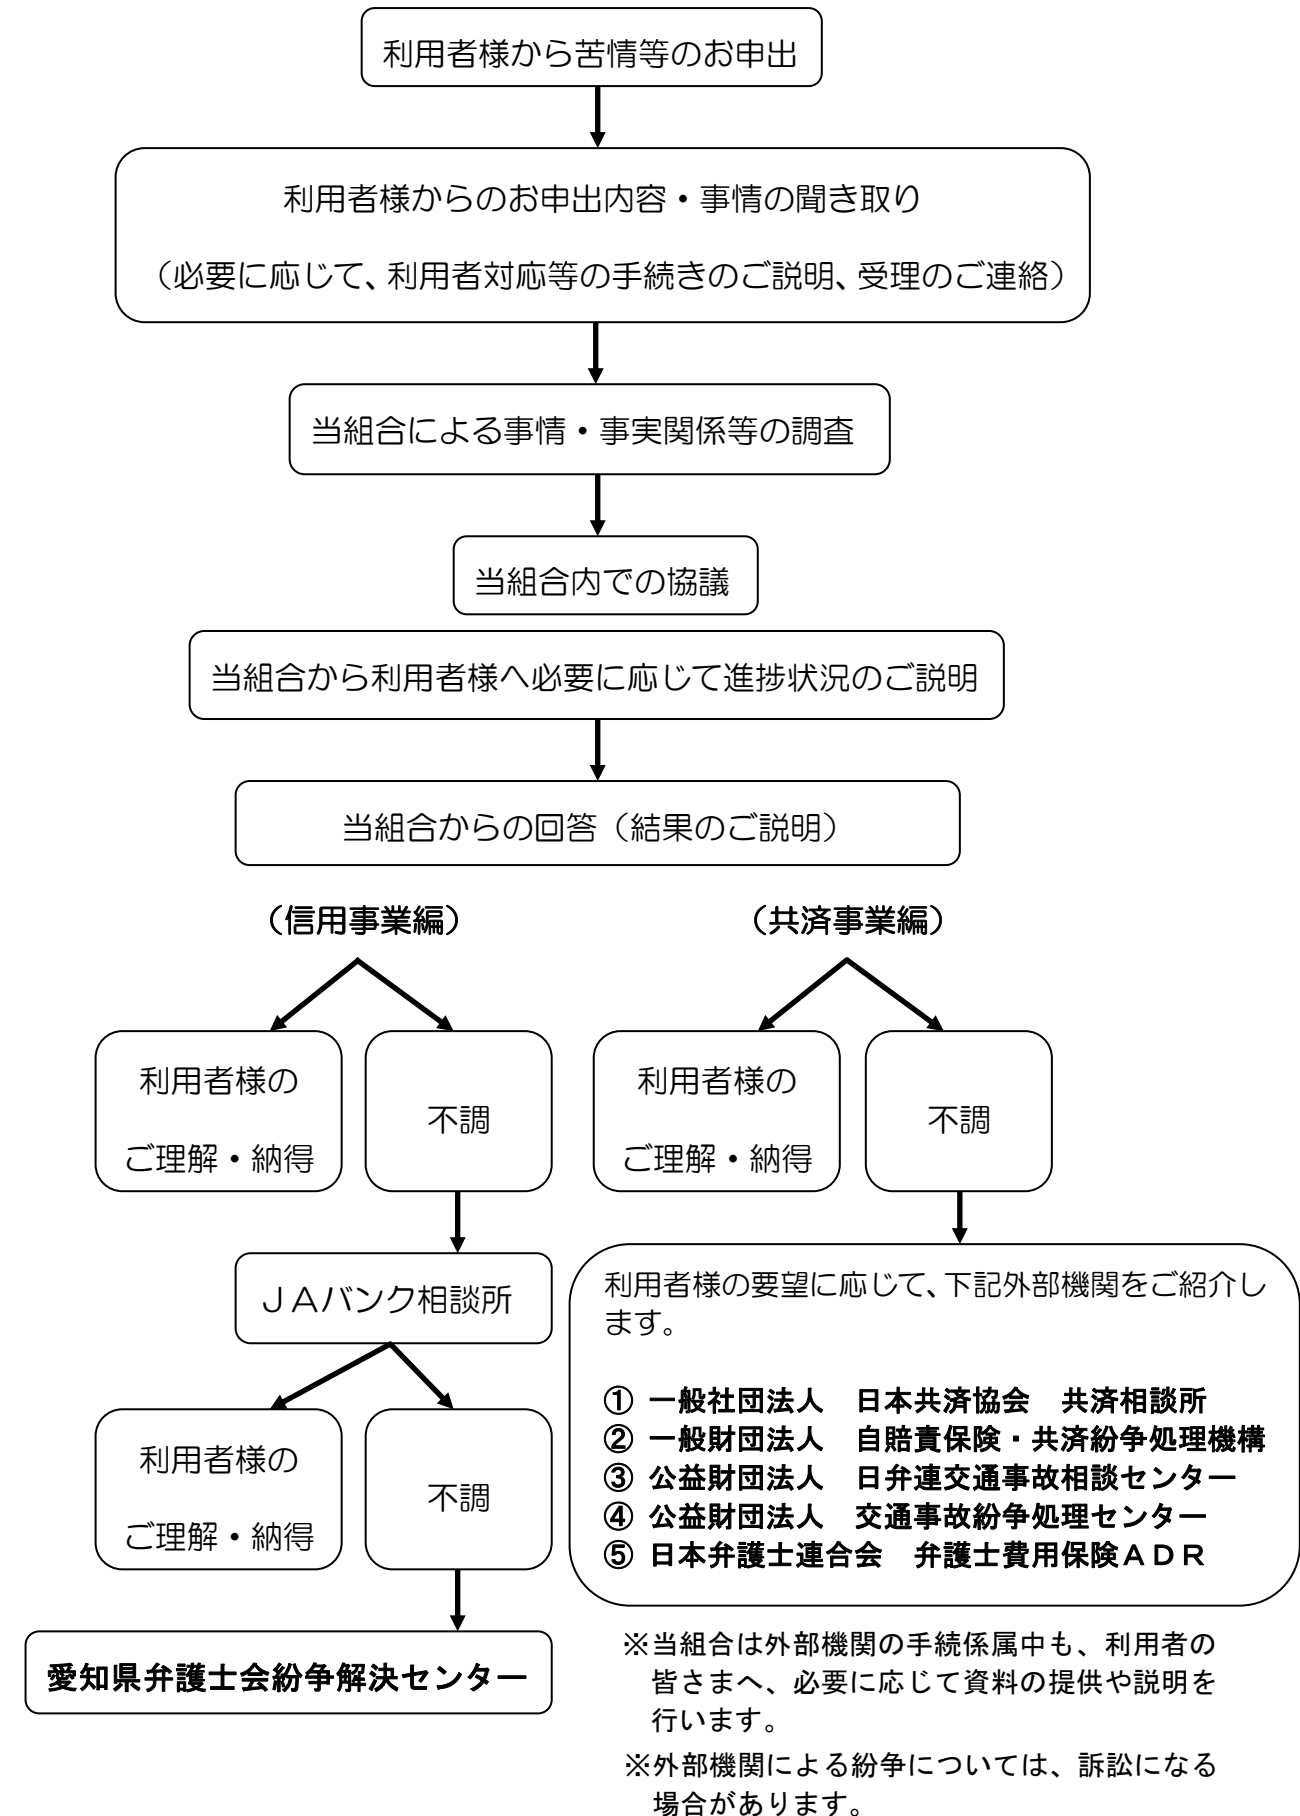 利用者様から苦情等のお申出
利用者様からのお申出内容・事情の聞き取り
（必要に応じて、利用者対応等の手続きのご説明、受理のご連絡）
当組合による事情・事実関係等の調査
当組合内での協議
当組合から利用者様へ必要に応じて進捗状況のご説明
当組合からの回答（結果のご説明）
（信用事業編）
利用者様の
ご理解・納得
不調
ＪＡバンク相談所
利用者様の
ご理解・納得
不調
愛知県弁護士会紛争解決センター
（共済事業編）
利用者様の
ご理解・納得
不調
利用者様の要望に応じて、下記外部機関をご紹介し
ます。
① 一般社団法人　日本共済協会　共済相談所
② 一般財団法人　自賠責保険・共済紛争処理機構
③ 公益財団法人　日弁連交通事故相談センター
④ 公益財団法人　交通事故紛争処理センター
⑤ 日本弁護士連合会　弁護士費用保険ＡＤＲ
※当組合は外部機関の手続係属中も、利用者の
皆さまへ、必要に応じて資料の提供や説明を
行います。
※外部機関による紛争については、訴訟になる
場合があります。